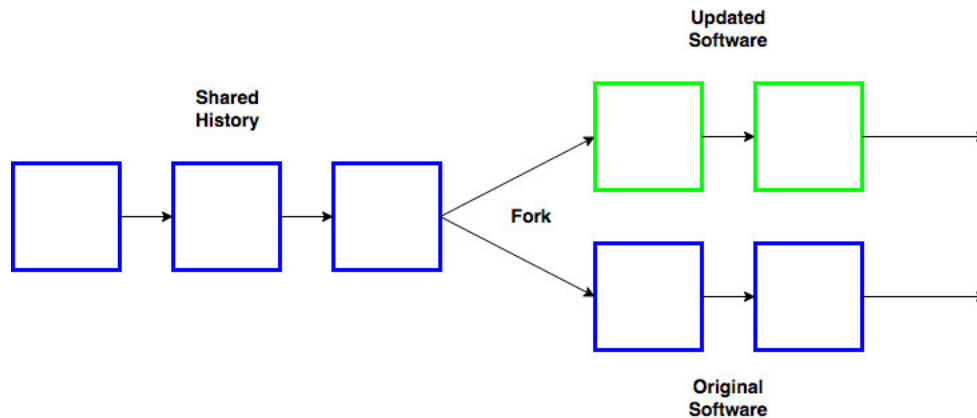 Updated
Software
Shared
History
Fork
Original
Software